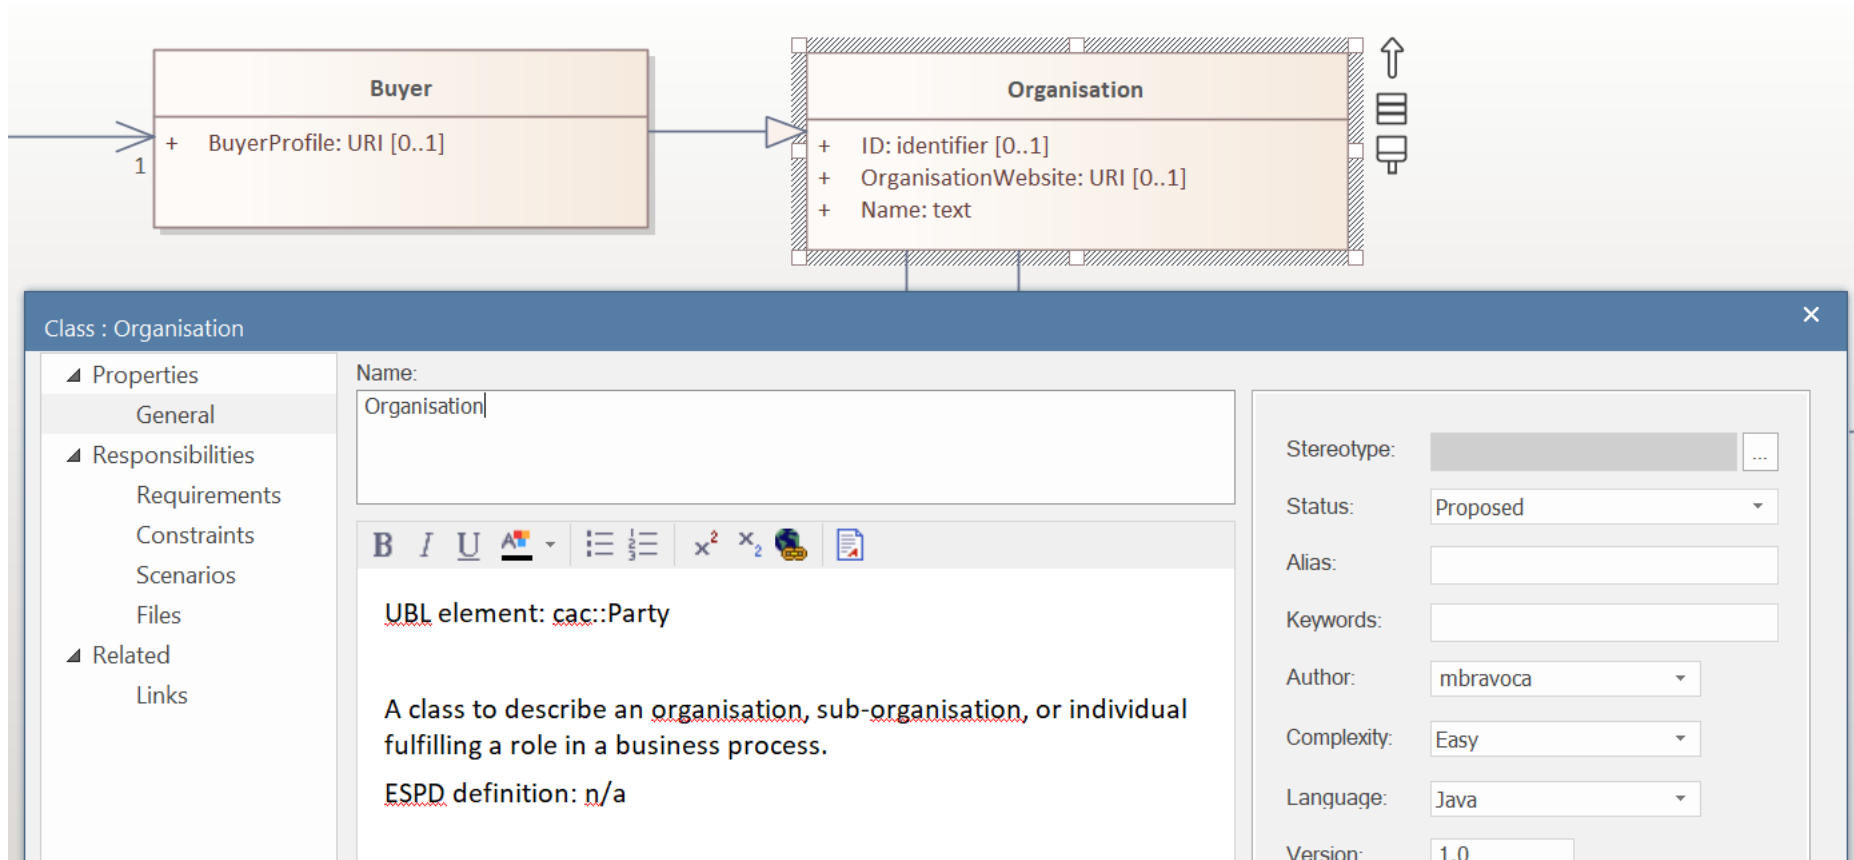 Buyer
+ BuyerProfile: URI [0..1]
1
Organisation
+ ID: identifier [0..1]
+ OrganisationWebsite: URI [0..1]
+ Name: text
Class : Organisation
Properties
General
Responsibilities
Requirements
Constraints
Scenarios
Files
Related
Links
Name:
Organisation
B I U A x² x₂
UBL element: cac::Party
A class to describe an organisation, sub-organisation, or individual
fulfilling a role in a business process.
ESPD definition: n/a
Stereotype: ...
Status: Proposed
Alias:
Keywords:
Author: mbravoca
Complexity: Easy
Language: Java
Version: 1.0